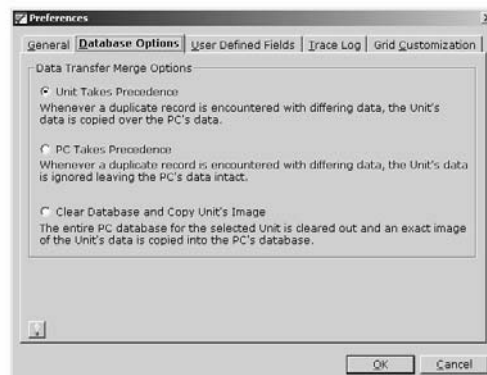 Preferences
General Database Options User Defined Fields Trace Log Grid Customization
Data Transfer Merge Options
Unit Takes Precedence
Whenever a duplicate record is encountered with differing data, the Unit's
data is copied over the PC's data.
PC Takes Precedence
Whenever a duplicate record is encountered with differing data, the Unit's data
is ignored leaving the PC's data intact.
Clear Database and Copy Unit's Image
The entire PC database for the selected Unit is cleared out and an exact image
of the Unit's data is copied into the PC's database.
OK Cancel